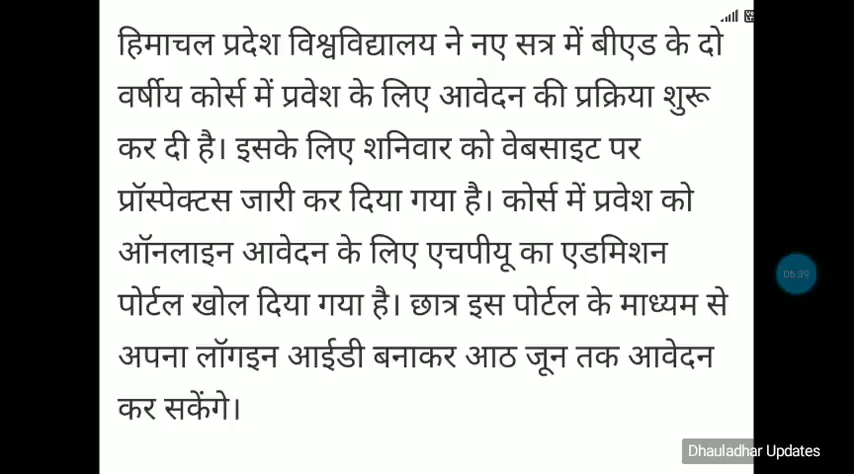 हिमाचल प्रदेश विश्वविद्यालय ने नए सत्र में बीएड के दो
वर्षीय कोर्स में प्रवेश के लिए आवेदन की प्रक्रिया शुरू
कर दी है। इसके लिए शनिवार को वेबसाइट पर
प्रॉस्पेक्टस जारी कर दिया गया है। कोर्स में प्रवेश को
ऑनलाइन आवेदन के लिए एचपीयू का एडमिशन
पोर्टल खोल दिया गया है। छात्र इस पोर्टल के माध्यम से
अपना लॉगइन आईडी बनाकर आठ जून तक आवेदन
कर सकेंगे।
06:39
Dhauladhar Updates